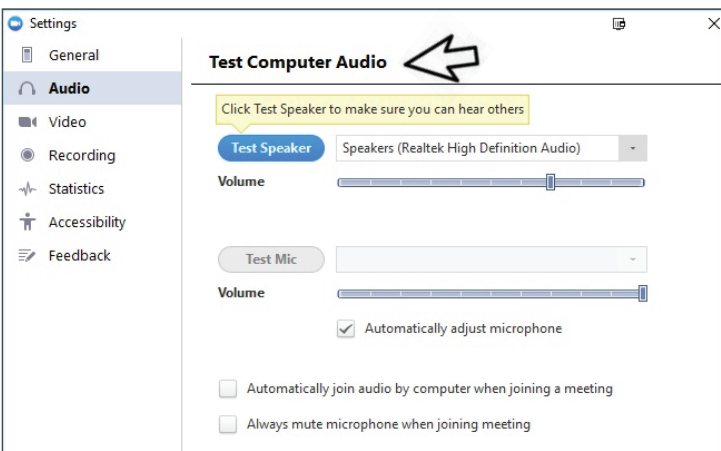 Settings
General
Audio
Video
Recording
Statistics
Accessibility
Feedback
Test Computer Audio
Click Test Speaker to make sure you can hear others
Test Speaker
Speakers (Realtek High Definition Audio)
Volume
Test Mic
Volume
Automatically adjust microphone
Automatically join audio by computer when joining a meeting
Always mute microphone when joining meeting